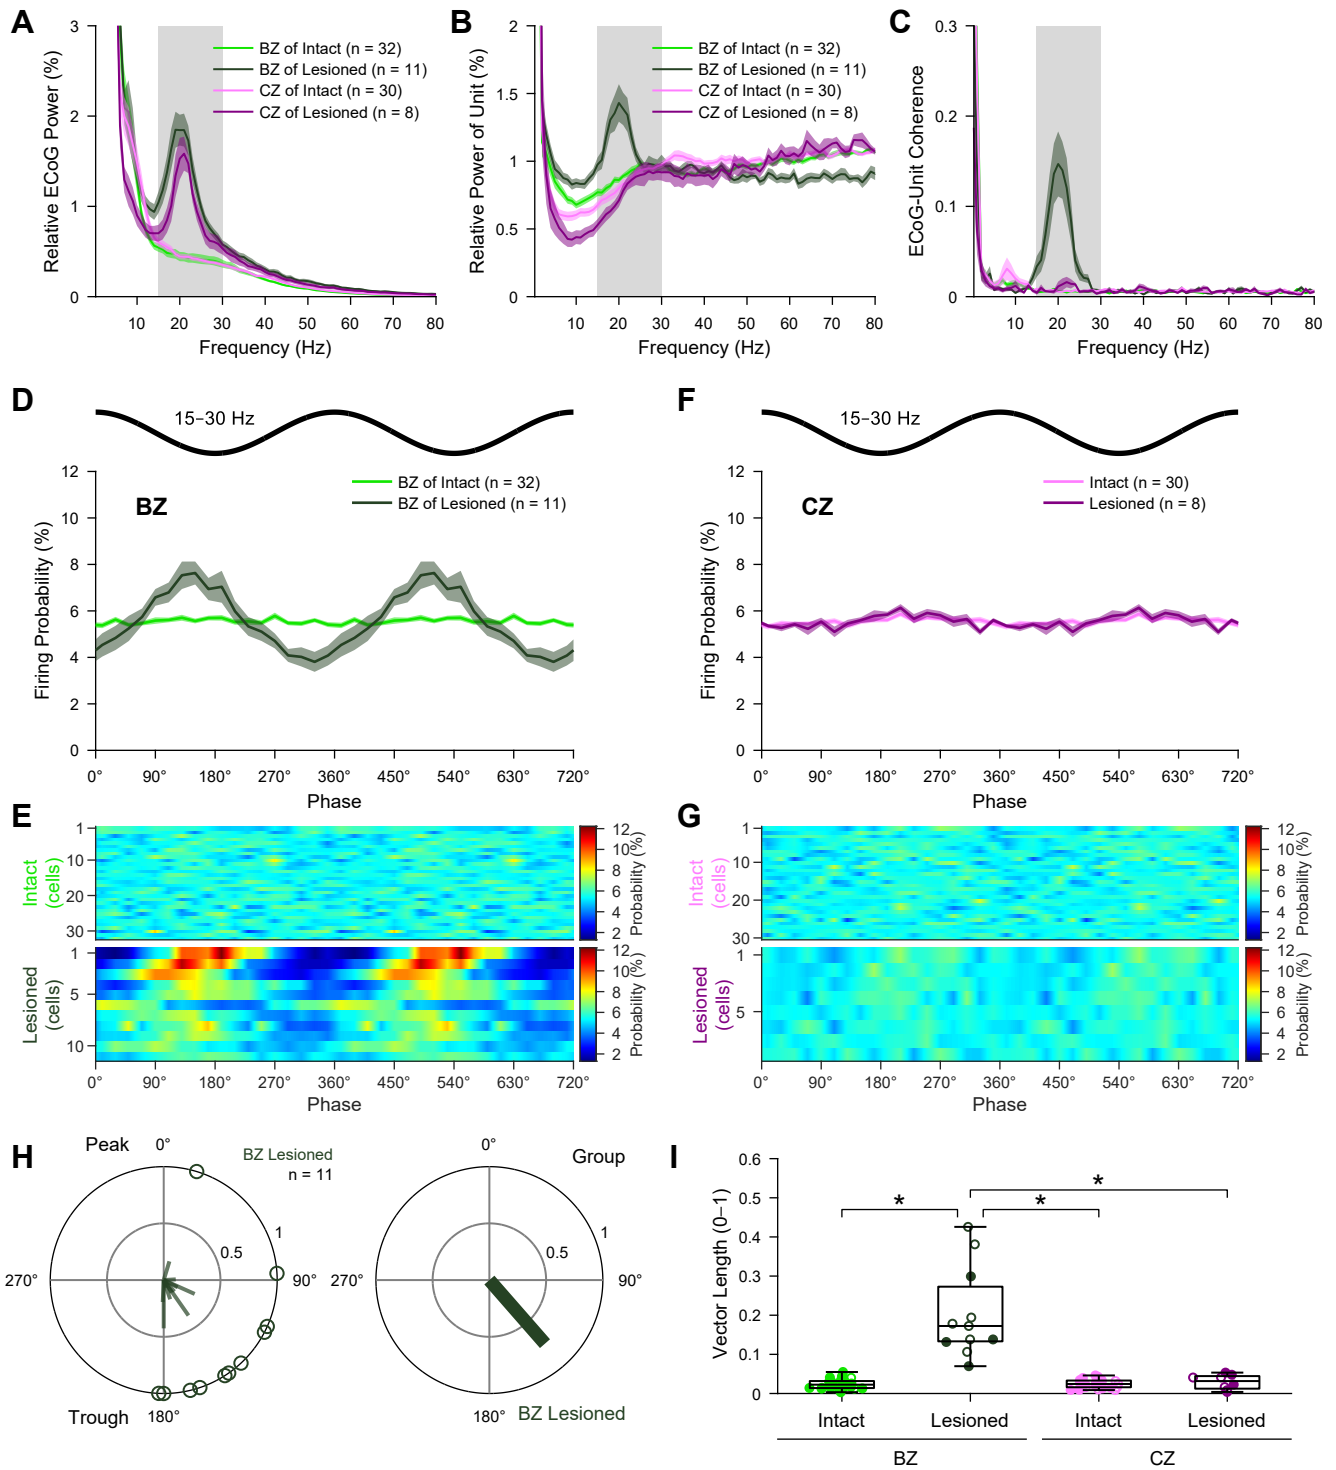 A
B
C
Relative ECoG Power (%)
3
2
1
0
BZ of Intact (n = 32)
BZ of Lesioned (n = 11)
CZ of Intact (n = 30)
CZ of Lesioned (n = 8)
10 20 30 40 50 60 70 80
Frequency (Hz)
Relative Power of Unit (%)
2
1.5
1
0.5
0
BZ of Intact (n = 32)
BZ of Lesioned (n = 11)
CZ of Intact (n = 30)
CZ of Lesioned (n = 8)
10 20 30 40 50 60 70 80
Frequency (Hz)
ECoG-Unit Coherence
0.3
0.2
0.1
0
10 20 30 40 50 60 70 80
Frequency (Hz)
D
15–30 Hz
Firing Probability (%)
12
10
8
6
4
2
0
BZ
BZ of Intact (n = 32)
BZ of Lesioned (n = 11)
0° 90° 180° 270° 360° 450° 540° 630° 720°
Phase
F
15–30 Hz
Firing Probability (%)
12
10
8
6
4
2
0
CZ
Intact (n = 30)
Lesioned (n = 8)
0° 90° 180° 270° 360° 450° 540° 630° 720°
Phase
E
Intact
(cells)
1
10
20
30
12
10
8
6
4
2
Probability (%)
Lesioned
(cells)
1
5
10
12
10
8
6
4
2
Probability (%)
0° 90° 180° 270° 360° 450° 540° 630° 720°
Phase
G
Intact
(cells)
1
10
20
30
12
10
8
6
4
2
Probability (%)
Lesioned
(cells)
1
5
12
10
8
6
4
2
Probability (%)
0° 90° 180° 270° 360° 450° 540° 630° 720°
Phase
H
Peak
0°
BZ Lesioned
n = 11
1
0.5
270°
90°
Trough
180°
0°
Group
1
0.5
270°
90°
180°
BZ Lesioned
I
Vector Length (0–1)
0.6
0.5
0.4
0.3
0.2
0.1
0
*
*
*
Intact Lesioned Intact Lesioned
BZ CZ